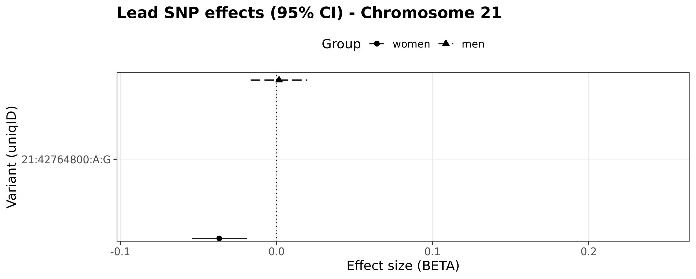 Lead SNP effects (95% CI) - Chromosome 21
Group women men
Variant (uniqID)
21:42764800:A:G
-0.1 0.0 0.1 0.2
Effect size (BETA)